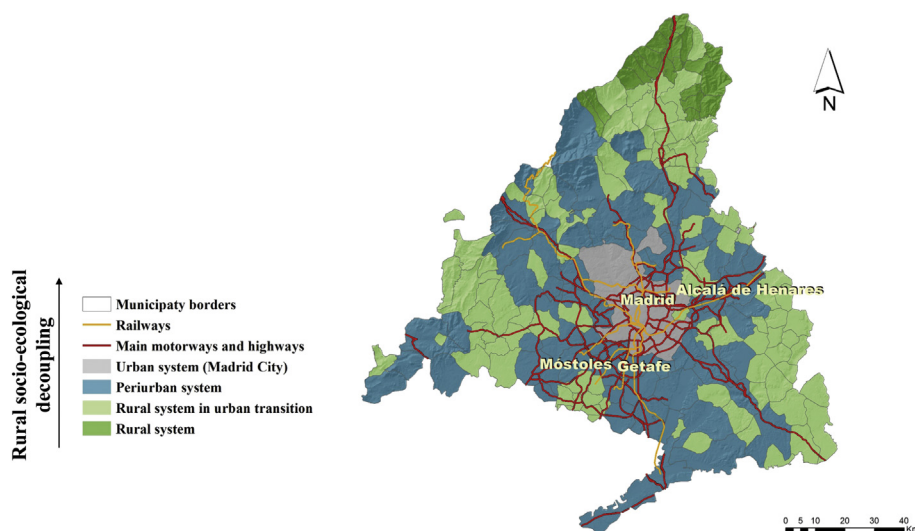 N
Madrid
Alcalá de Henares
Móstoles
Getafe
Rural socio-ecological
decoupling
Municipaty borders
Railways
Main motorways and highways
Urban system (Madrid City)
Periurban system
Rural system in urban transition
Rural system
0 5 10 20 30 40